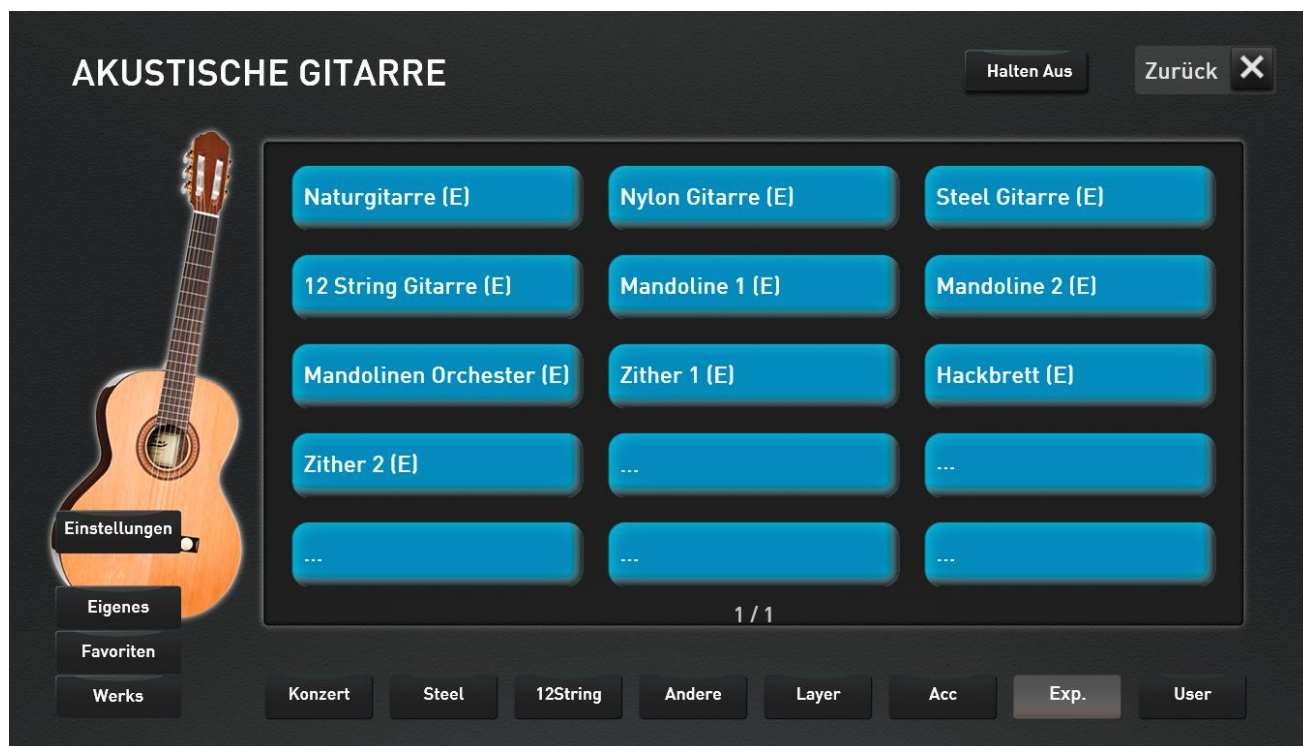 AKUSTISCHE GITARRE
Halten Aus
Zurück
Naturgitarre (E)
Nylon Gitarre (E)
Steel Gitarre (E)
12 String Gitarre (E)
Mandoline 1 (E)
Mandoline 2 (E)
Mandolinen Orchester (E)
Zither 1 (E)
Hackbrett (E)
Zither 2 (E)
...
...
...
...
...
1 / 1
Einstellungen
Eigenes
Favoriten
Werks
Konzert
Steel
12String
Andere
Layer
Acc
Exp.
User